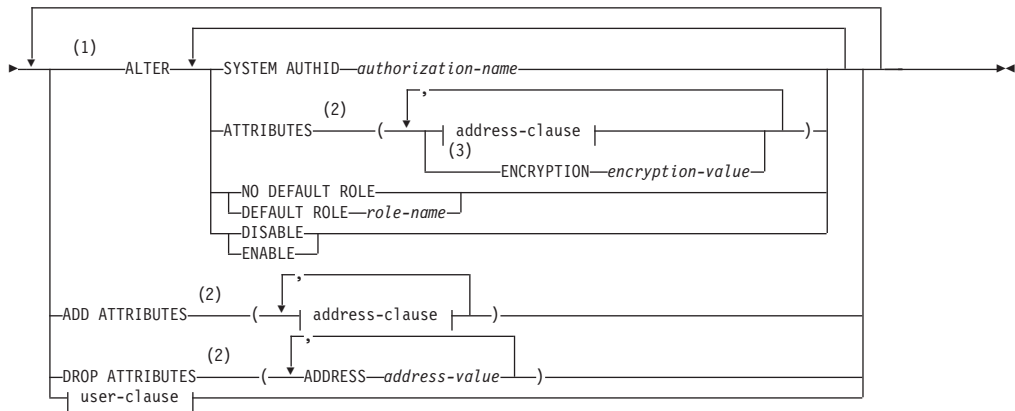 (1)
ALTER SYSTEM AUTHID authorization-name
,
(2)
ATTRIBUTES ( address-clause )
(3)
ENCRYPTION encryption-value
NO DEFAULT ROLE
DEFAULT ROLE role-name
DISABLE
ENABLE
,
(2)
ADD ATTRIBUTES ( address-clause )
,
(2)
DROP ATTRIBUTES ( ADDRESS address-value )
user-clause